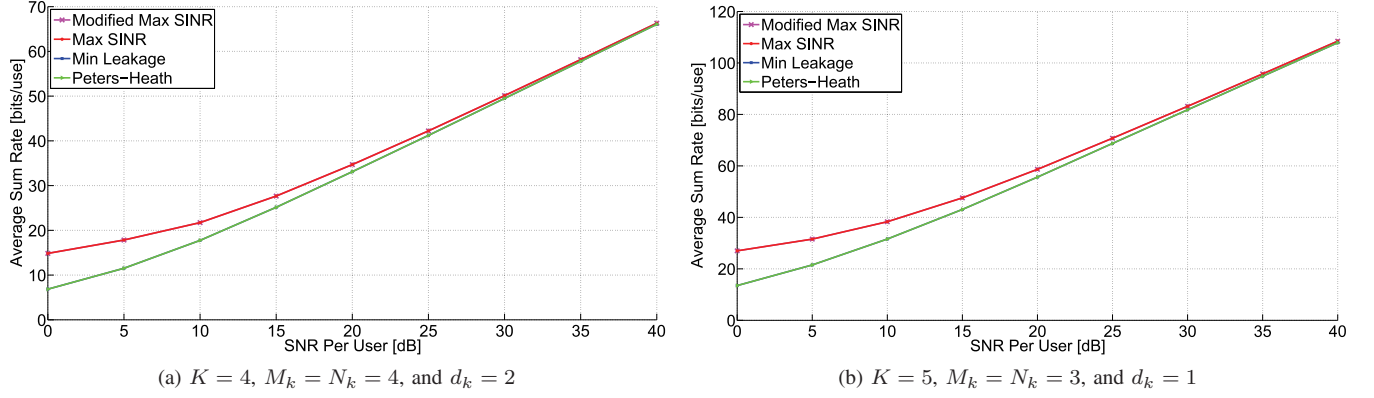 Modified Max SINR
Max SINR
Min Leakage
Peters-Heath
Average Sum Rate [bits/use]
70
60
50
40
30
20
10
0
0 5 10 15 20 25 30 35 40
SNR Per User [dB]
(a) K = 4, M_k = N_k = 4, and d_k = 2
Modified Max SINR
Max SINR
Min Leakage
Peters-Heath
Average Sum Rate [bits/use]
120
100
80
60
40
20
0
0 5 10 15 20 25 30 35 40
SNR Per User [dB]
(b) K = 5, M_k = N_k = 3, and d_k = 1